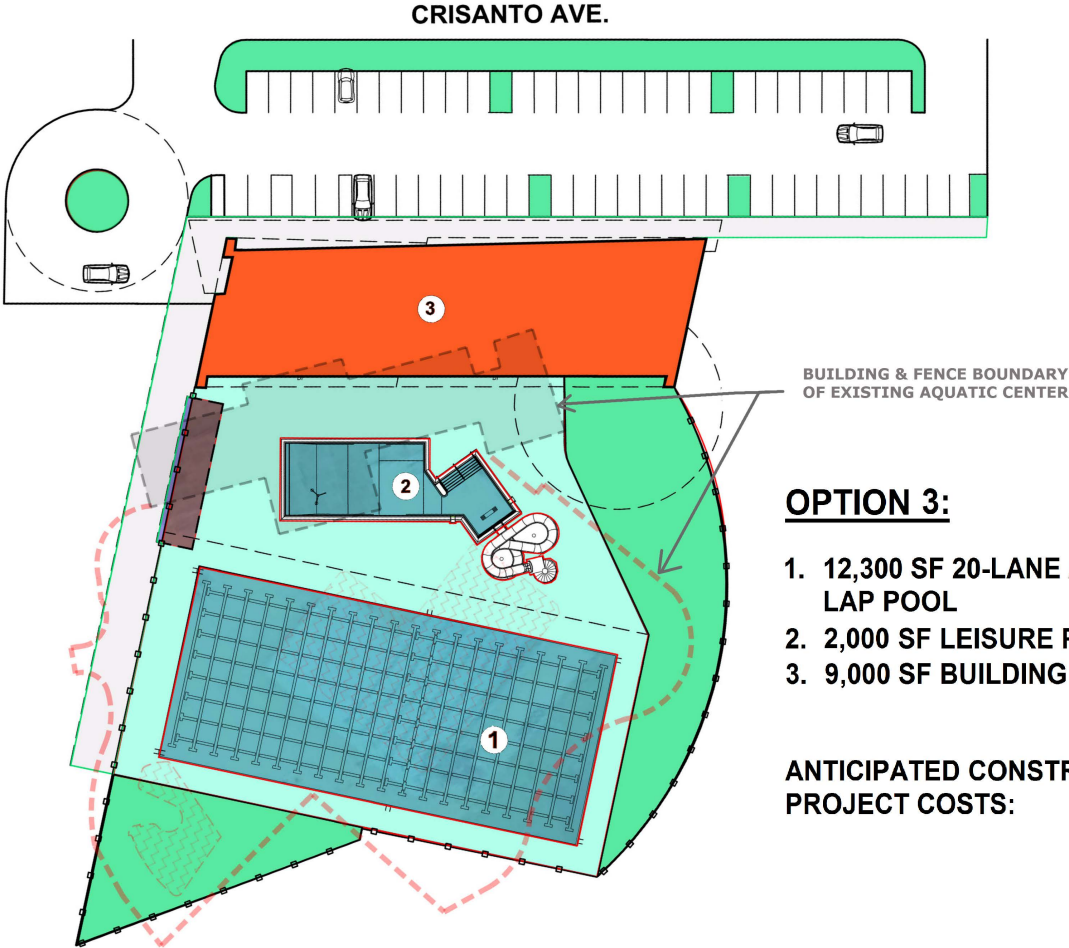 CRISANTO AVE.
3
BUILDING & FENCE BOUNDARY
OF EXISTING AQUATIC CENTER
2
OPTION 3:
1. 12,300 SF 20-LANE
LAP POOL
2. 2,000 SF LEISURE
3. 9,000 SF BUILDING
1
ANTICIPATED
PROJECT COSTS: